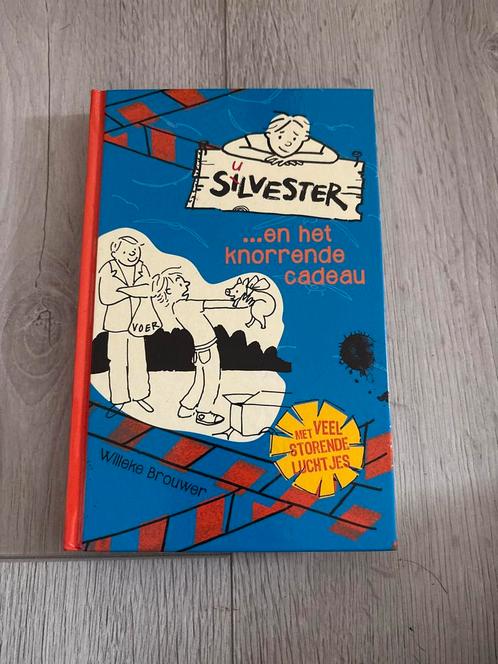 u
SILVESTER
...en het
knorrende
cadeau
VOER
MET VEEL
STORENDE
LUCHTJES
Willeke Brouwer